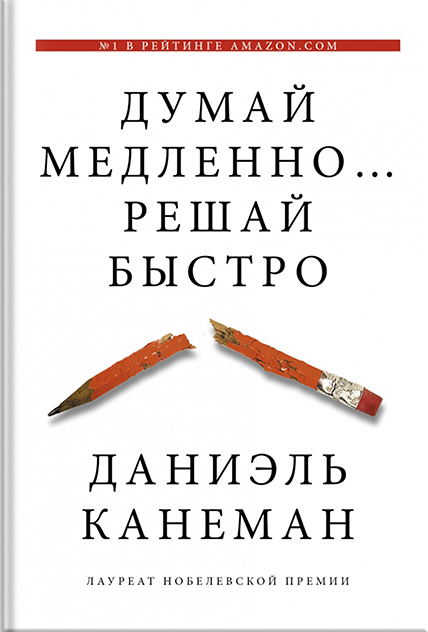 №1 В РЕЙТИНГЕ AMAZON.COM
ДУМАЙ
МЕДЛЕННО...
РЕШАЙ
БЫСТРО
ДАНИЭЛЬ
КАНЕМАН
ЛАУРЕАТ НОБЕЛЕВСКОЙ ПРЕМИИ